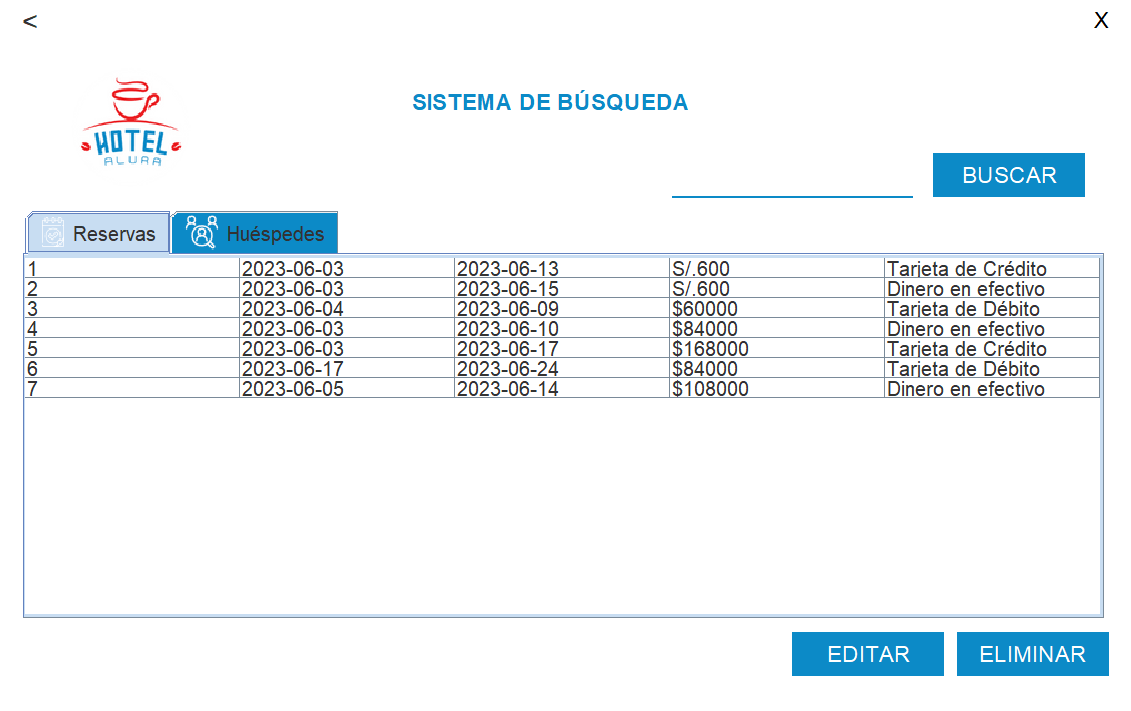 <
X
HOTEL
ALURA
SISTEMA DE BÚSQUEDA
BUSCAR
Reservas
Huéspedes
1 2023-06-03 2023-06-13 S/.600 Tarjeta de Crédito
2 2023-06-03 2023-06-15 S/.600 Dinero en efectivo
3 2023-06-04 2023-06-09 $60000 Tarjeta de Débito
4 2023-06-03 2023-06-10 $84000 Dinero en efectivo
5 2023-06-03 2023-06-17 $168000 Tarjeta de Crédito
6 2023-06-17 2023-06-24 $84000 Tarjeta de Débito
7 2023-06-05 2023-06-14 $108000 Dinero en efectivo
EDITAR
ELIMINAR